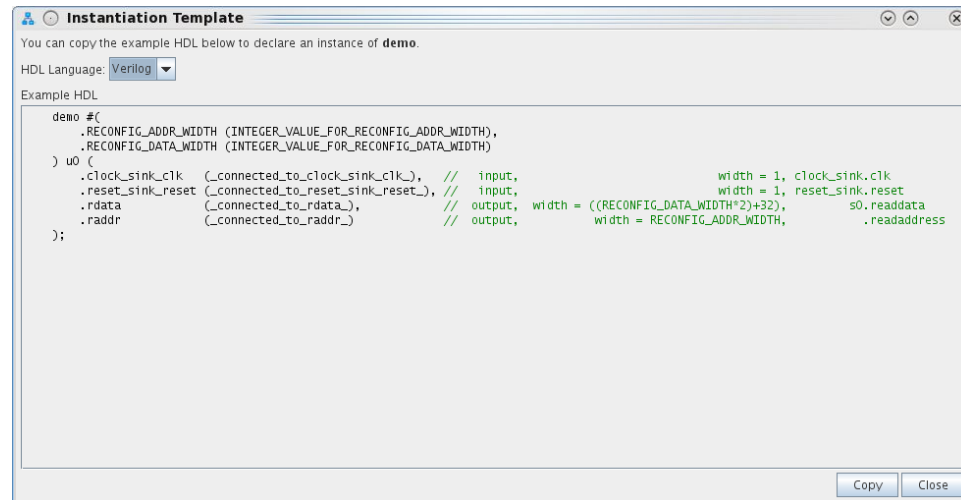 Instantiation Template
You can copy the example HDL below to declare an instance of demo.
HDL Language: Verilog
Example HDL
demo #(
.RECONFIG_ADDR_WIDTH (INTEGER_VALUE_FOR_RECONFIG_ADDR_WIDTH),
.RECONFIG_DATA_WIDTH (INTEGER_VALUE_FOR_RECONFIG_DATA_WIDTH)
) u0 (
.clock_sink_clk (_connected_to_clock_sink_clk_), // input, width = 1, clock_sink.clk
.reset_sink_reset (_connected_to_reset_sink_reset_), // input, width = 1, reset_sink.reset
.rdata (_connected_to_rdata_), // output, width = ((RECONFIG_DATA_WIDTH*2)+32), s0.readdata
.raddr (_connected_to_raddr_) // output, width = RECONFIG_ADDR_WIDTH, .readaddress
);
Copy Close